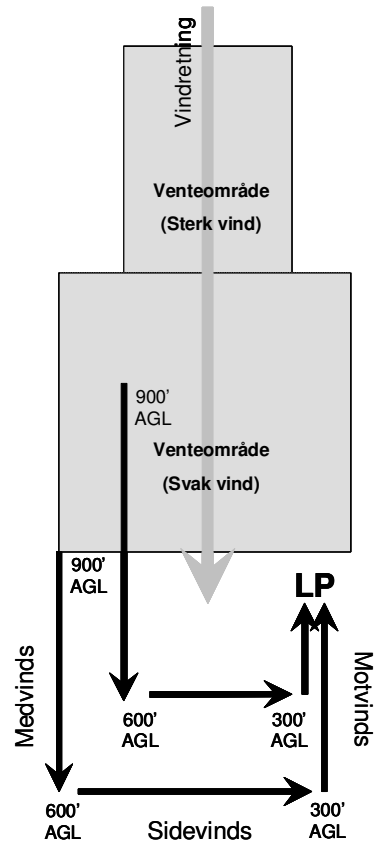 Vindretning
Venteområde
(Sterk vind)
900'
AGL
Venteområde
(Svak vind)
900'
AGL
LP
Medvinds
Motvinds
600'
AGL
300'
AGL
600'
AGL
Sidevinds
300'
AGL